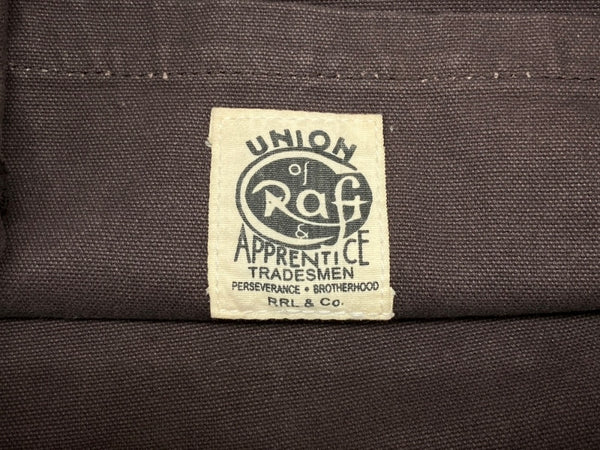 UNION
of
Craft
&
APPRENTICE
TRADESMEN
PERSEVERANCE • BROTHERHOOD
RRL & Co.